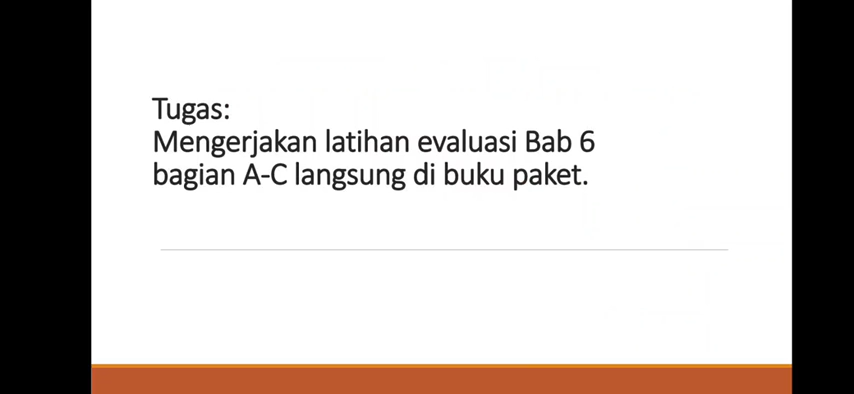 Tugas:
Mengerjakan latihan evaluasi Bab 6
bagian A-C langsung di buku paket.